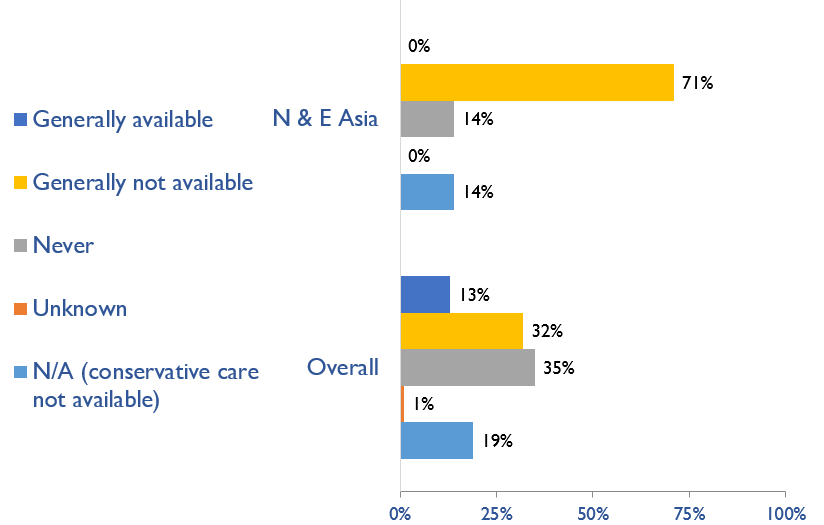 Generally available
Generally not available
Never
Unknown
N/A (conservative care
not available)
N & E Asia
0%
71%
14%
0%
14%
Overall
13%
32%
35%
1%
19%
0%
25%
50%
75%
100%